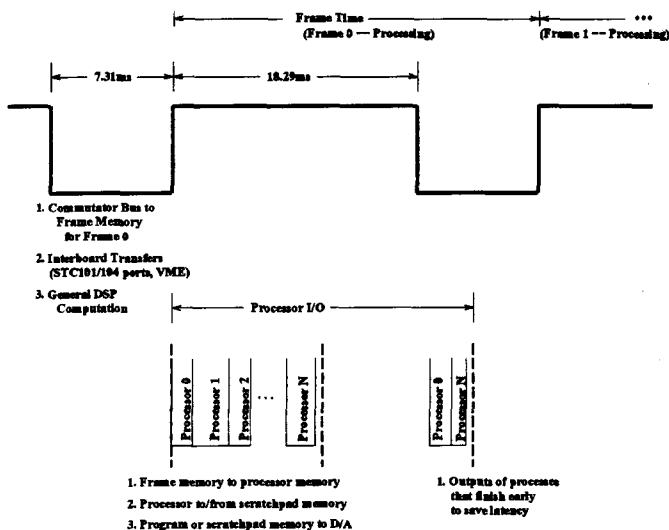 Frame Time
(Frame 0 — Processing)
(Frame 1 -- Processing)
...
7.31ms
18.29ms
1. Commutator Bus to
Frame Memory
for Frame 0
2. Interboard Transfers
(STC101/104 ports, VME)
3. General DSP
Computation
Processor I/O
Processor 0
Processor 1
Processor 2
...
Processor N
Processor 0
Processor N
1. Frame memory to processor memory
2. Processor to/from scratchpad memory
3. Program or scratchpad memory to D/A
1. Outputs of processes
that finish early
to save latency